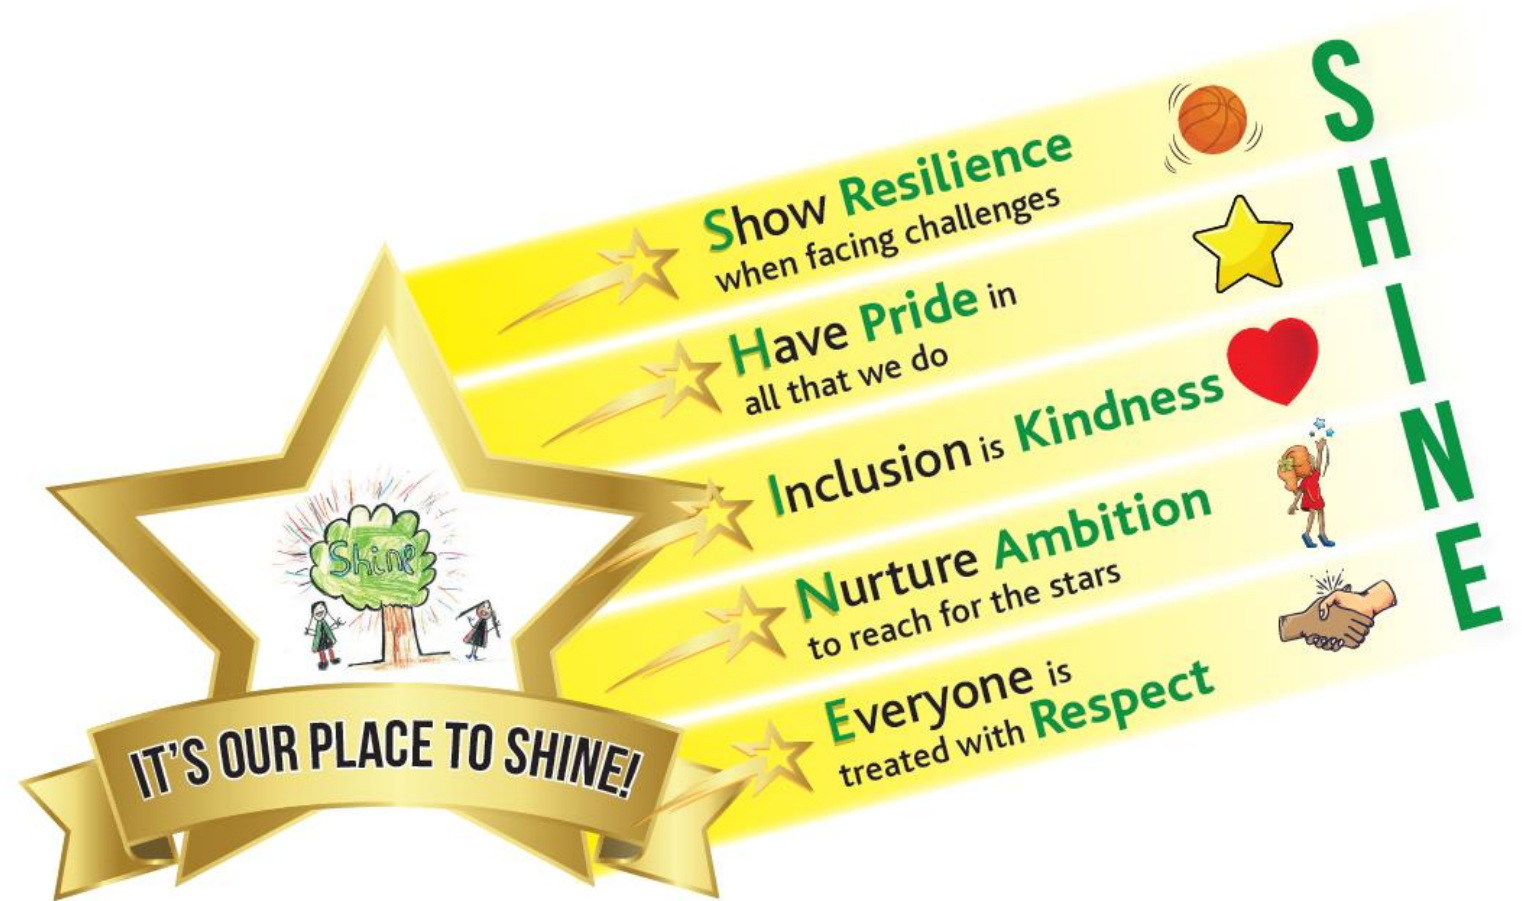 Show Resilience
when facing challenges
Have Pride in
all that we do
Inclusion is Kindness
Nurture Ambition
to reach for the stars
Everyone is
treated with Respect
S
H
I
N
E
Shine
IT'S OUR PLACE TO SHINE!